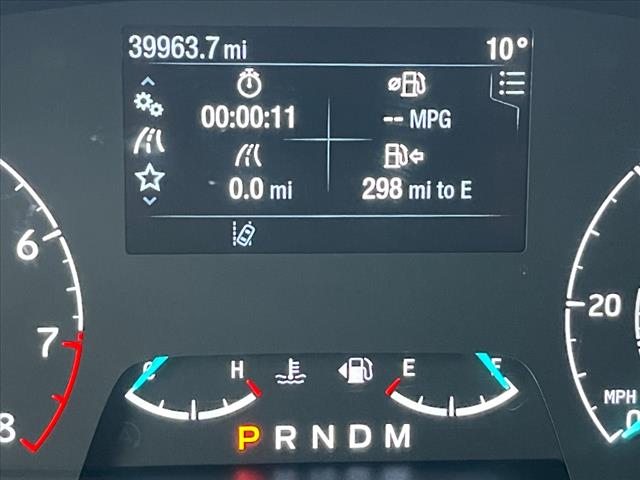 39963.7 mi 10°
00:00:11 -- MPG
0.0 mi 298 mi to E
6
7
8
20
MPH
0
C H E F
P R N D M